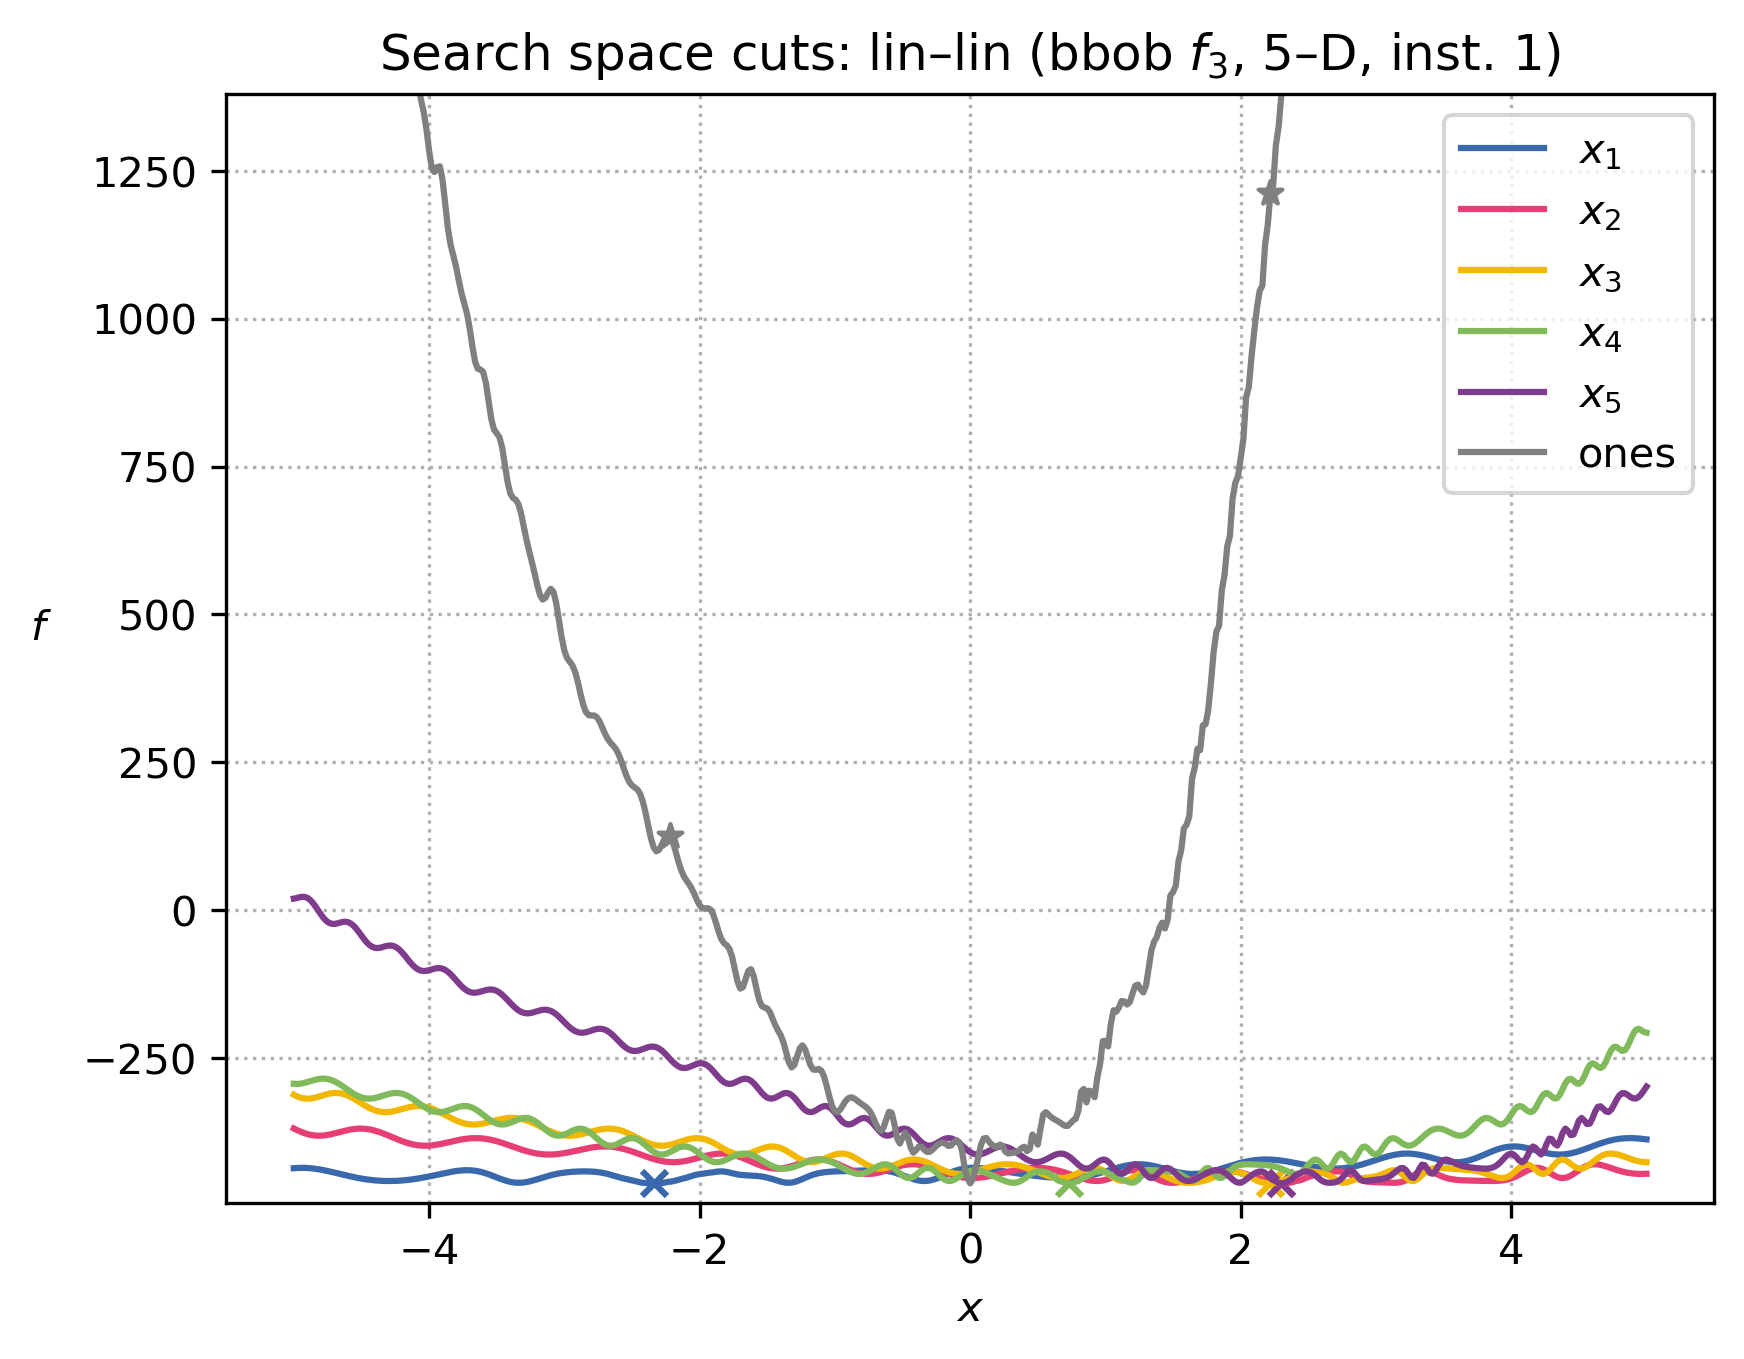 Search space cuts: lin–lin (bbob f₃, 5–D, inst. 1)
1250
1000
750
500
250
0
−250
f
−4
−2
0
2
4
x
x₁
x₂
x₃
x₄
x₅
ones